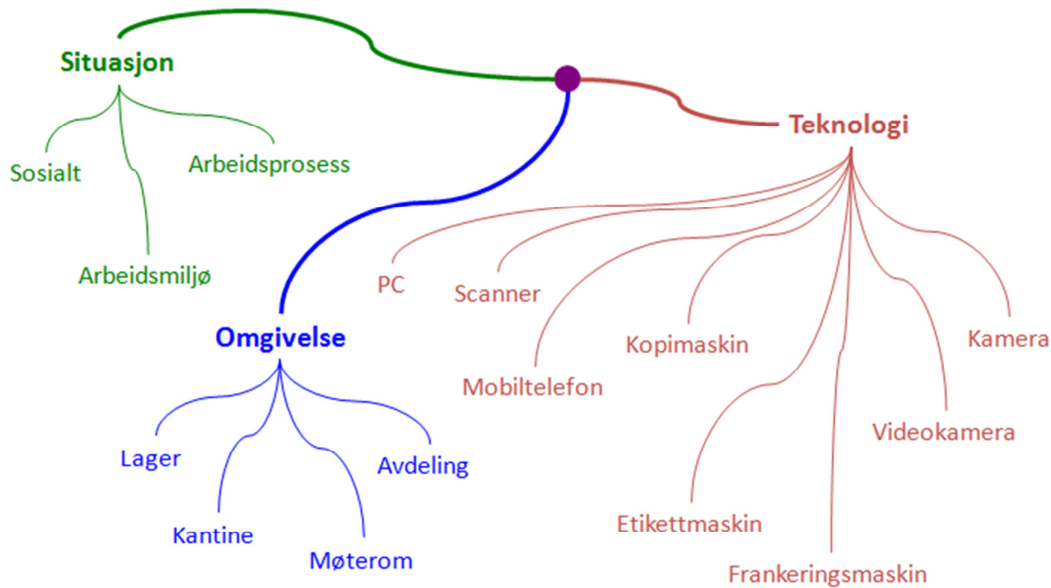 Situasjon
Sosialt
Arbeidsprosess
Arbeidsmiljø
Omgivelse
Lager
Avdeling
Kantine
Møterom
Teknologi
PC
Scanner
Mobiltelefon
Kopimaskin
Kamera
Videokamera
Etikettmaskin
Frankeringsmaskin